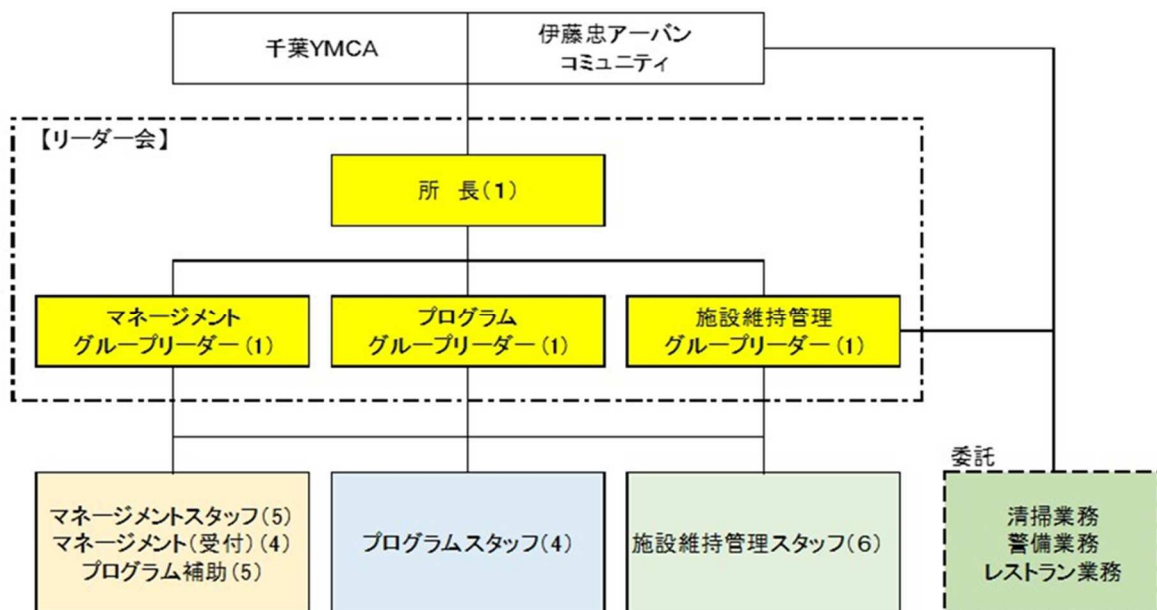 千葉YMCA
伊藤忠アーバン
コミュニティ
【リーダー会】
所 長(1)
マネージメント
グループリーダー(1)
プログラム
グループリーダー(1)
施設維持管理
グループリーダー(1)
マネージメントスタッフ(5)
マネージメント(受付)(4)
プログラム補助(5)
プログラムスタッフ(4)
施設維持管理スタッフ(6)
委託
清掃業務
警備業務
レストラン業務